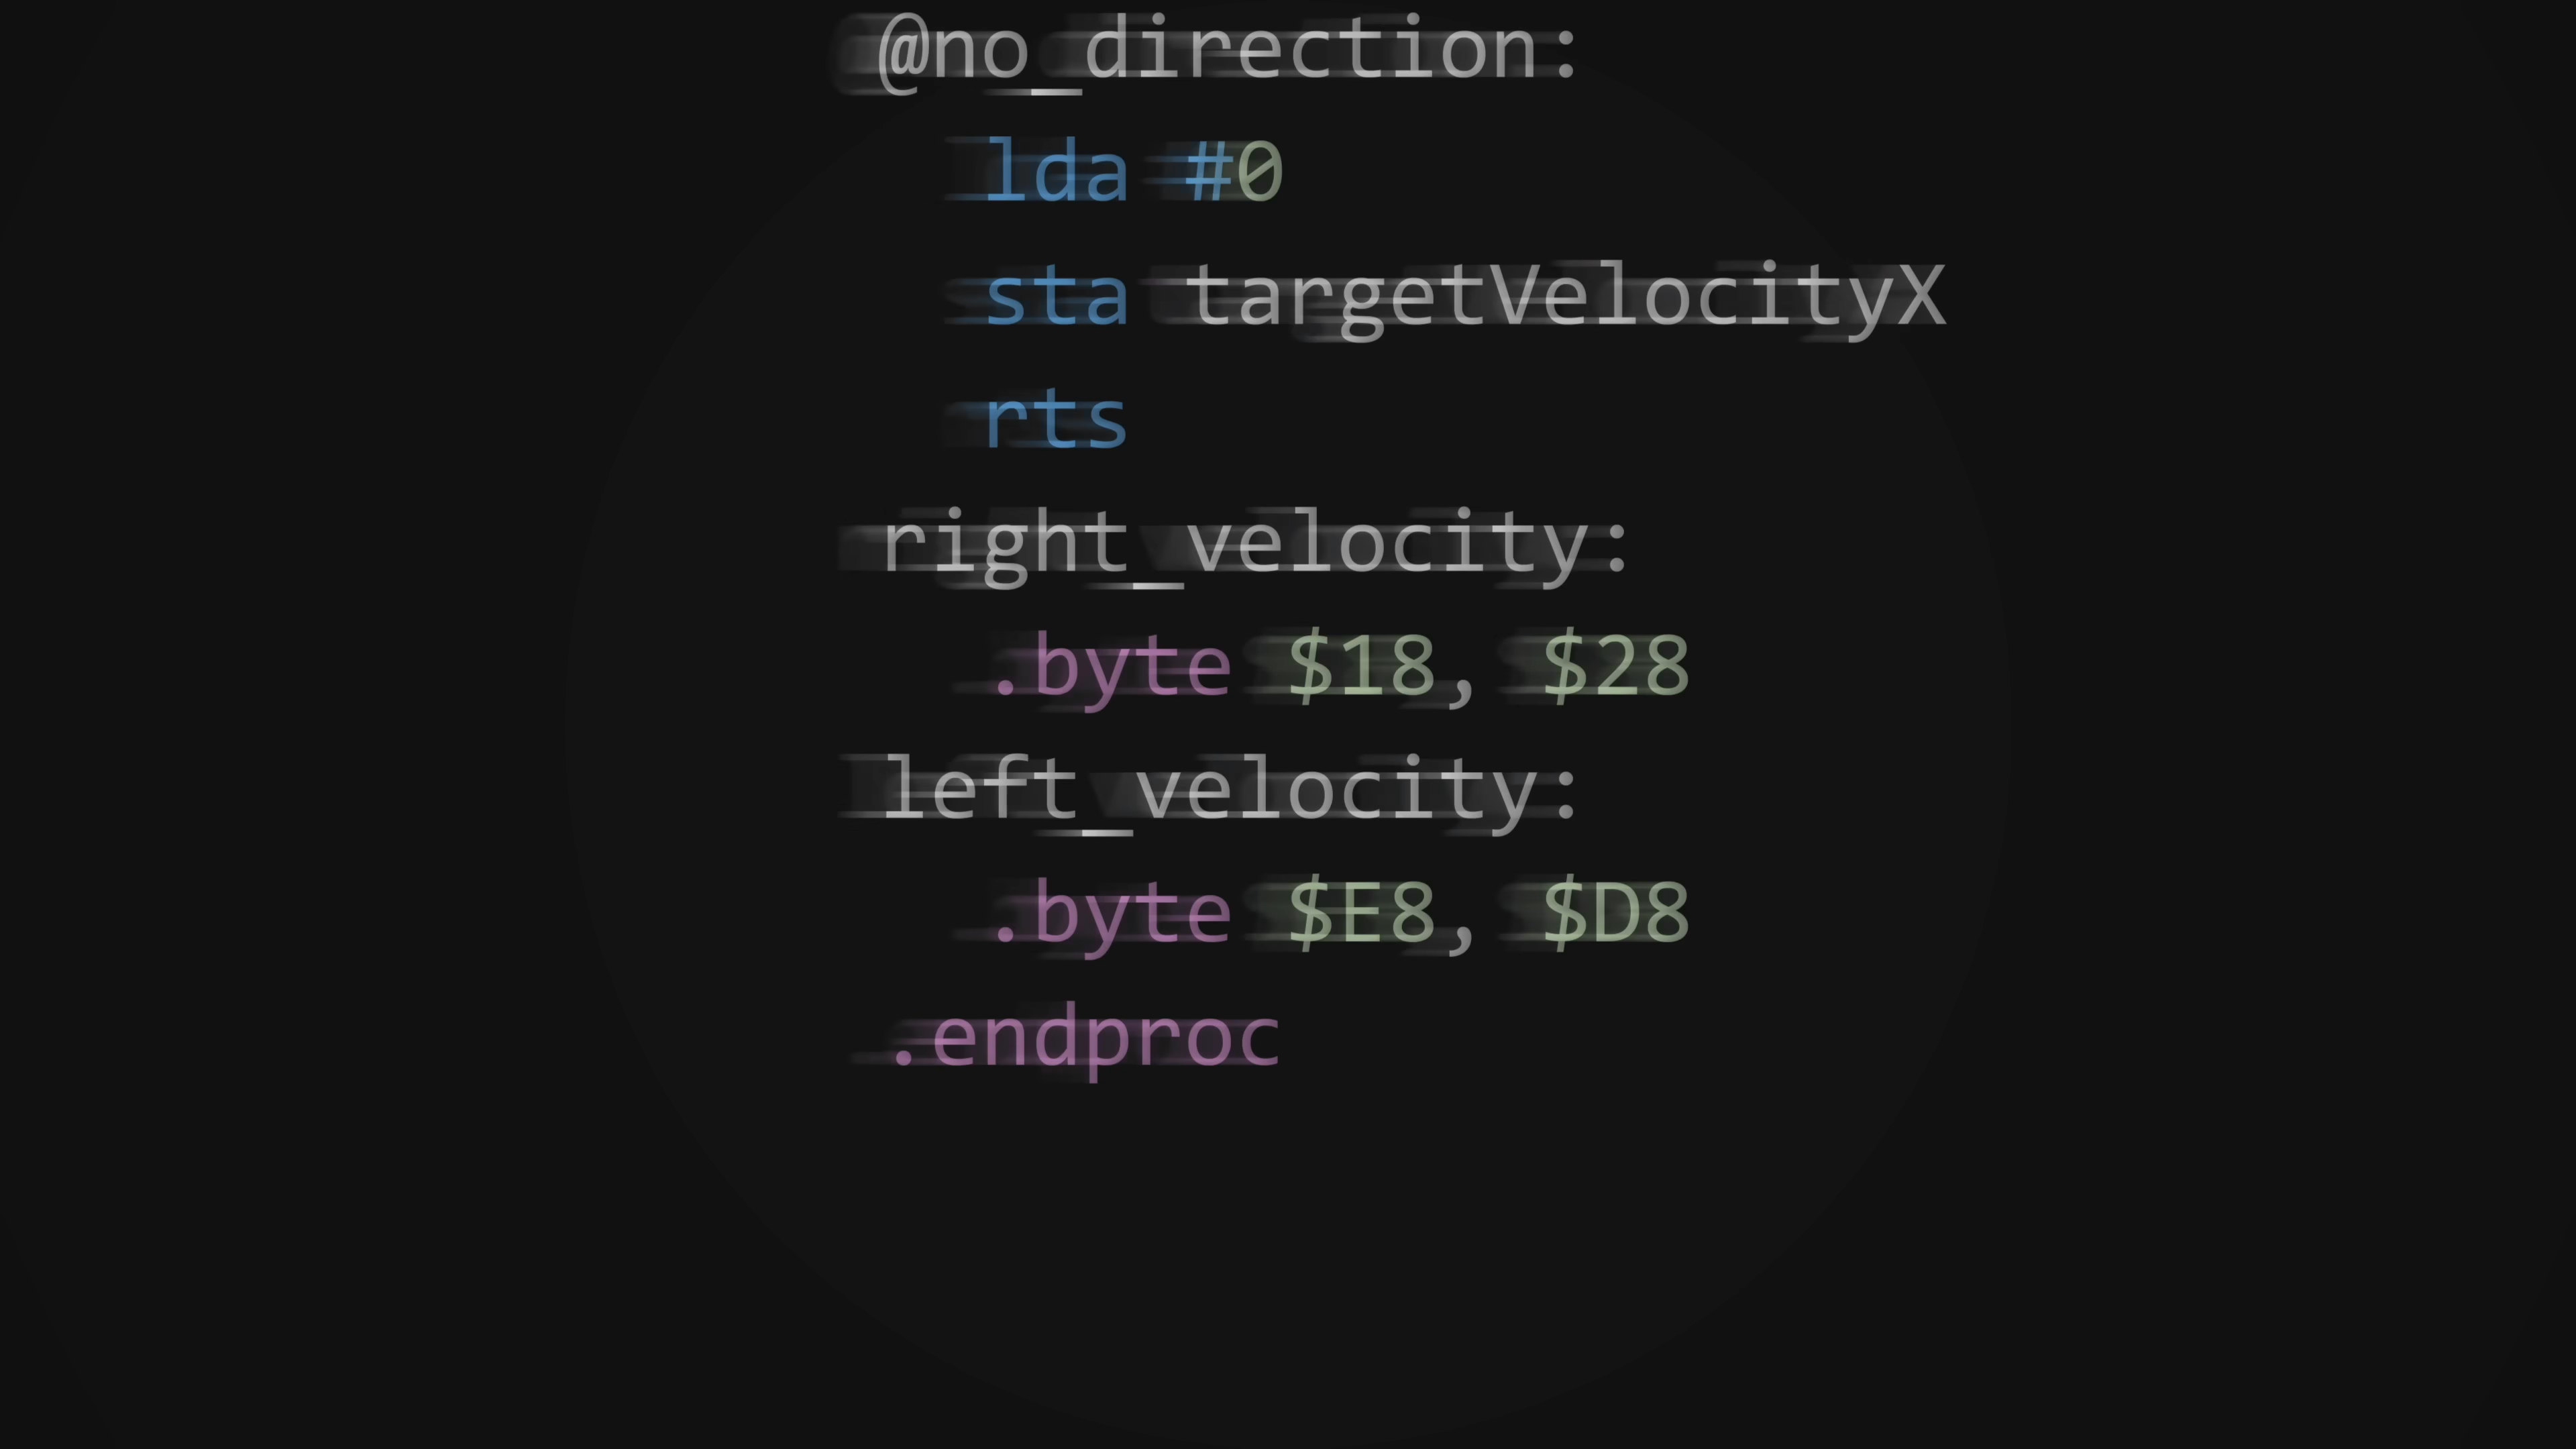 @no_direction:
lda #0
sta targetVelocityX
rts
right_velocity:
.byte $18, $28
left_velocity:
.byte $E8, $D8
.endproc